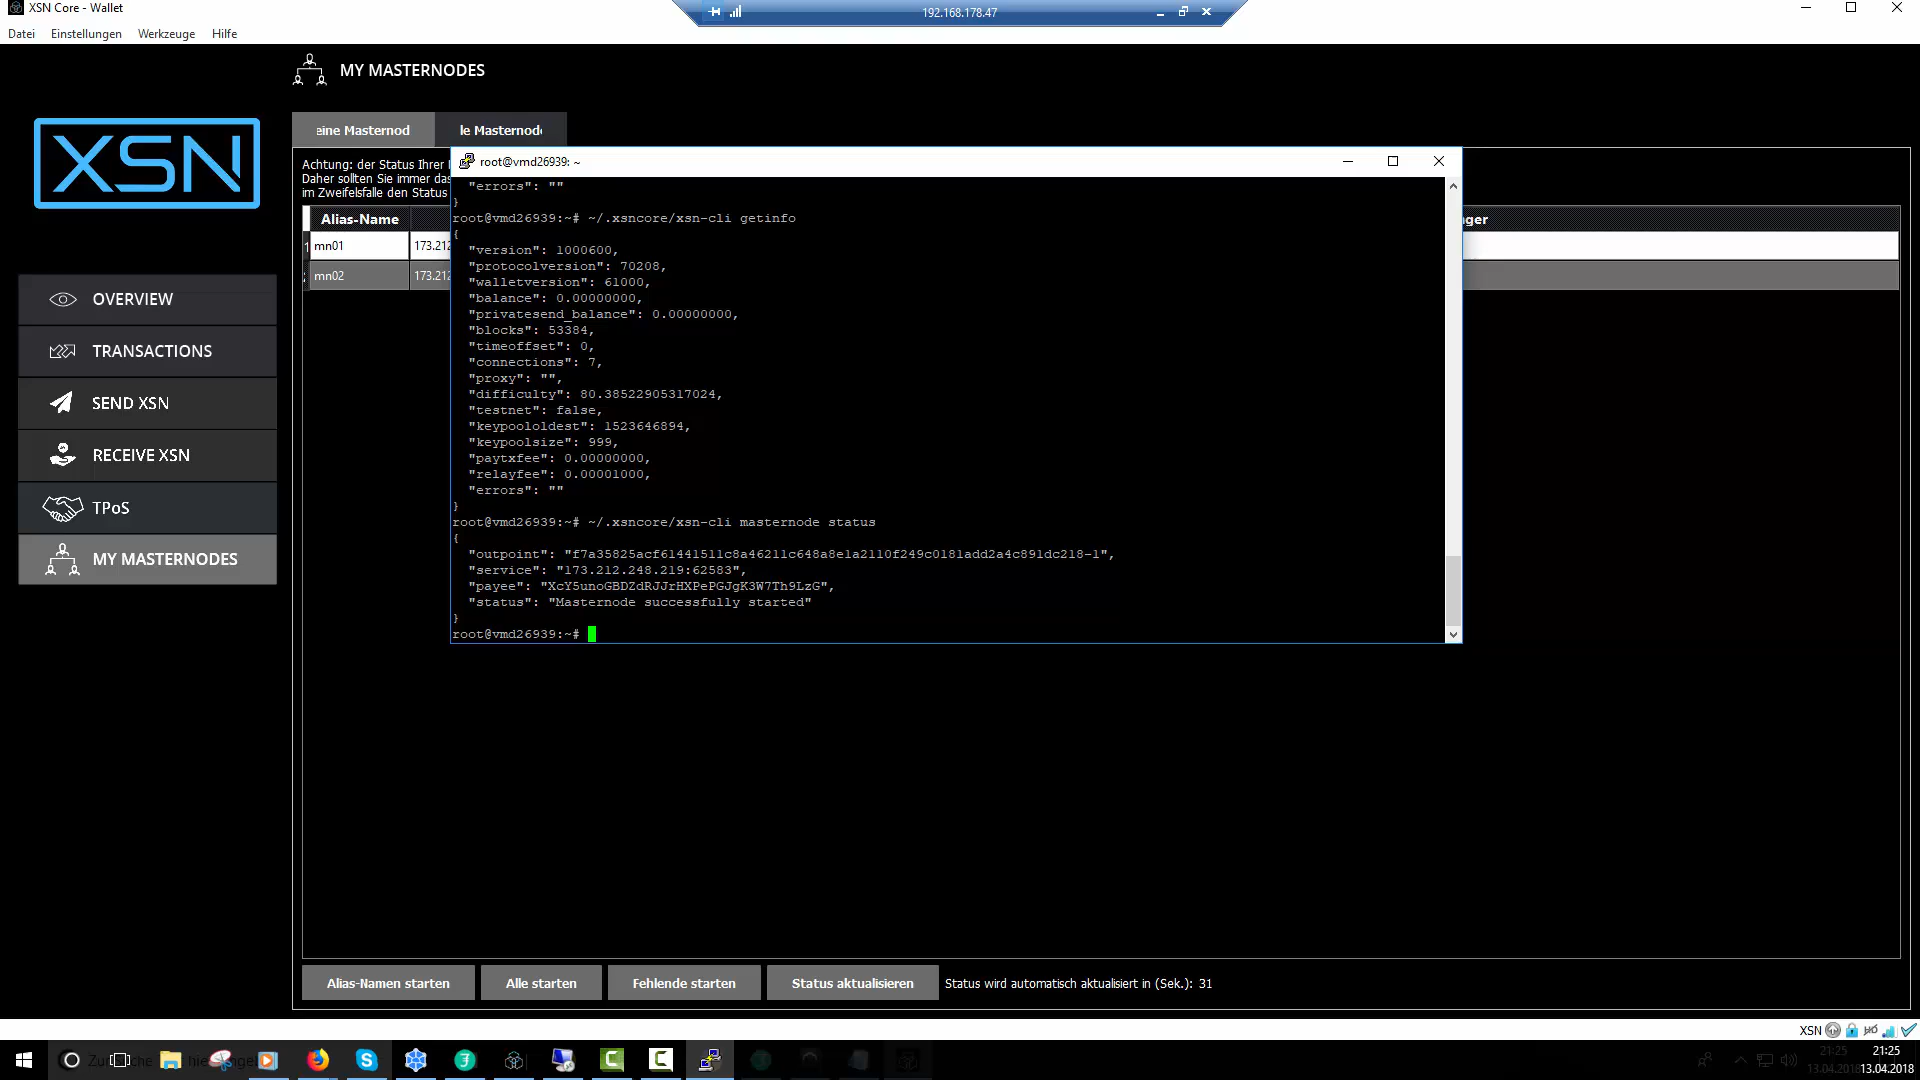 XSN Core - Wallet
192.168.178.47
Datei Einstellungen Werkzeuge Hilfe
MY MASTERNODES
XSN
OVERVIEW
TRANSACTIONS
SEND XSN
RECEIVE XSN
TPoS
MY MASTERNODES
eine Masternod le Masternod
Achtung: der Status Ihrer
Daher sollten Sie immer das
im Zweifelsfalle den Status
Alias-Name ger
1 mn01 173.212
mn02 173.212
root@vmd26939: ~
"errors": ""
}
root@vmd26939:~# ~/.xsncore/xsn-cli getinfo
{
"version": 1000600,
"protocolversion": 70208,
"walletversion": 61000,
"balance": 0.00000000,
"privatesend_balance": 0.00000000,
"blocks": 53384,
"timeoffset": 0,
"connections": 7,
"proxy": "",
"difficulty": 80.38522905317024,
"testnet": false,
"keypoololdest": 1523646894,
"keypoolsize": 999,
"paytxfee": 0.00000000,
"relayfee": 0.00001000,
"errors": ""
}
root@vmd26939:~# ~/.xsncore/xsn-cli masternode status
{
"outpoint": "f7a35825acf61441511c8a46211c648a8e1a2110f249c0181add2a4c891dc218-1",
"service": "173.212.248.219:62583",
"payee": "XcY5unoGBDZdRJJrHXPePGJgK3W7Th9LzG",
"status": "Masternode successfully started"
}
root@vmd26939:~#
Alias-Namen starten Alle starten Fehlende starten Status aktualisieren Status wird automatisch aktualisiert in (Sek.): 31
XSN HD
21:25
13.04.2018